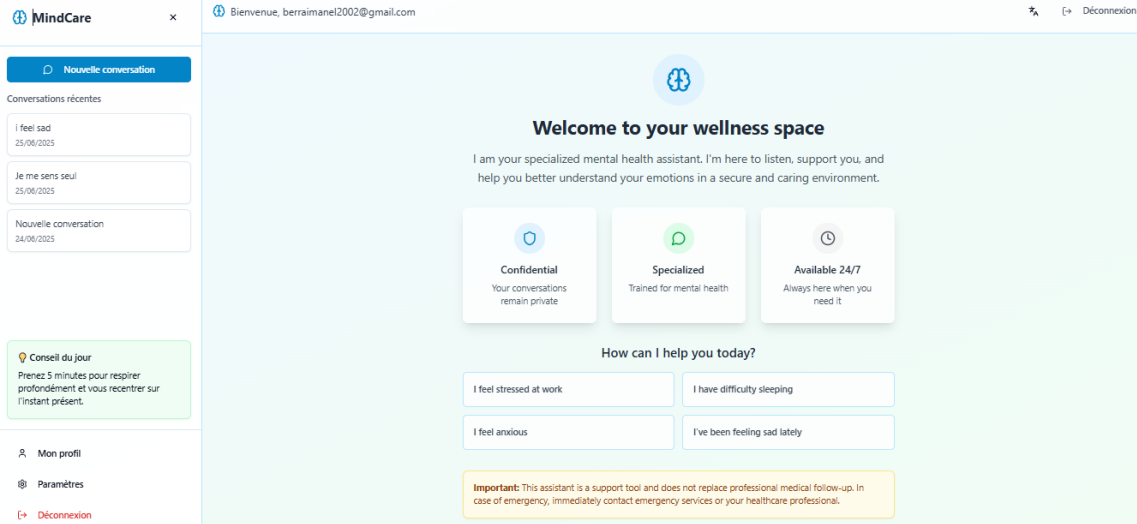 MindCare
×
Nouvelle conversation
Conversations récentes
i feel sad
25/06/2025
Je me sens seul
25/06/2025
Nouvelle conversation
24/06/2025
Conseil du jour
Prenez 5 minutes pour respirer
profondément et vous recentrer sur
l'instant présent.
Mon profil
Paramètres
Déconnexion
Bienvenue, berraimanel2002@gmail.com
Déconnexion
Welcome to your wellness space
I am your specialized mental health assistant. I'm here to listen, support you, and
help you better understand your emotions in a secure and caring environment.
Confidential
Your conversations
remain private
Specialized
Trained for mental health
Available 24/7
Always here when you
need it
How can I help you today?
I feel stressed at work
I have difficulty sleeping
I feel anxious
I've been feeling sad lately
Important: This assistant is a support tool and does not replace professional medical follow-up. In
case of emergency, immediately contact emergency services or your healthcare professional.